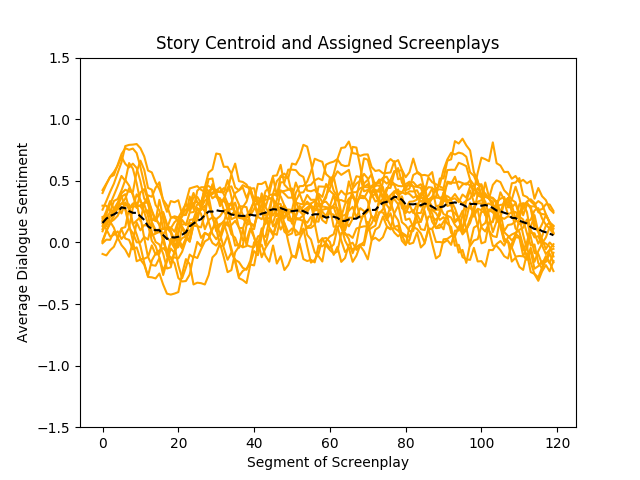 Story Centroid and Assigned Screenplays
1.5
1.0
0.5
0.0
−0.5
−1.0
−1.5
Average Dialogue Sentiment
0 20 40 60 80 100 120
Segment of Screenplay